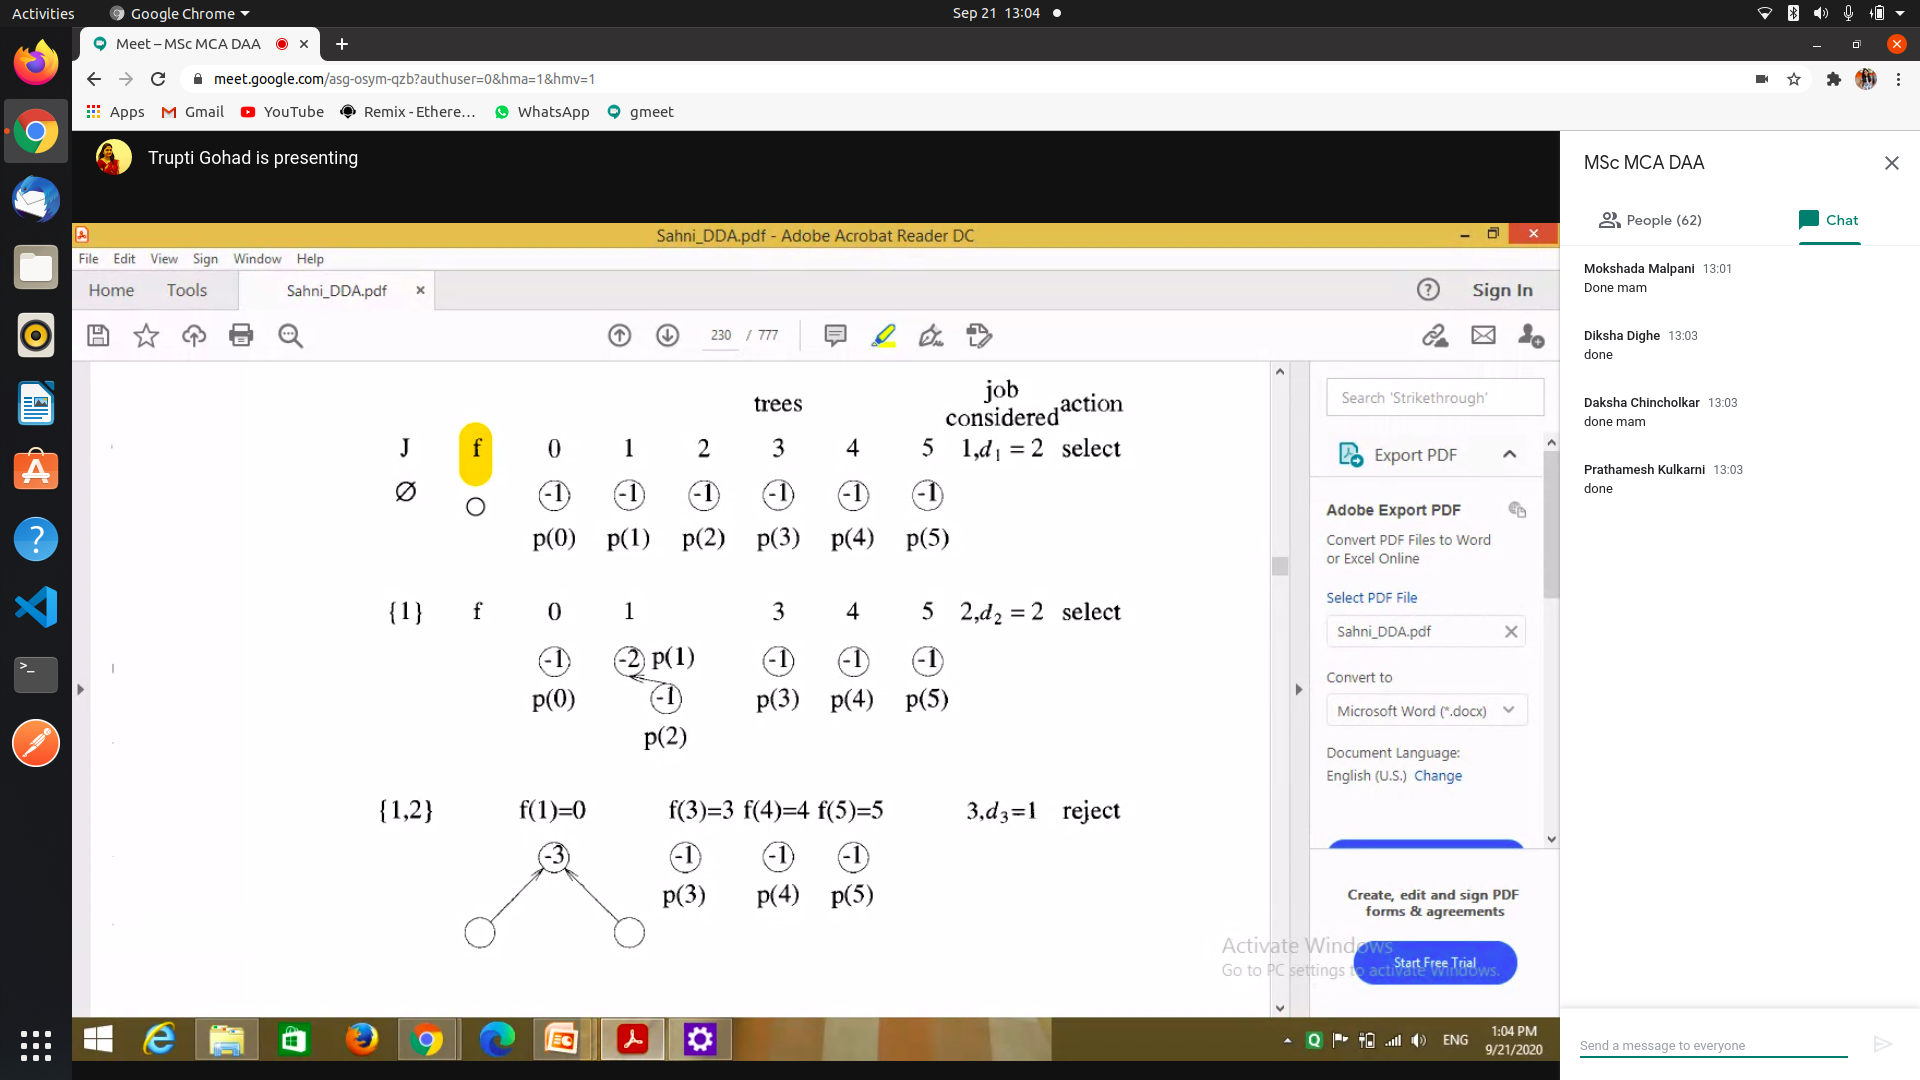 Activities
Google Chrome
Sep 21 13:04
Meet – MSc MCA DAA
meet.google.com/asg-osym-qzb?authuser=0&hma=1&hmv=1
Apps
Gmail
YouTube
Remix - Ethere…
WhatsApp
gmeet
Trupti Gohad is presenting
Sahni_DDA.pdf - Adobe Acrobat Reader DC
File Edit View Sign Window Help
Home Tools Sahni_DDA.pdf × Sign In
230 / 777
trees job considered action
J f 0 1 2 3 4 5 1,d₁ = 2 select
∅ -1 -1 -1 -1 -1 -1
p(0) p(1) p(2) p(3) p(4) p(5)
{1} f 0 1 3 4 5 2,d₂ = 2 select
-1 -2 p(1) -1 -1 -1
-1
p(0) p(3) p(4) p(5)
p(2)
{1,2} f(1)=0 f(3)=3 f(4)=4 f(5)=5 3,d₃=1 reject
-3 -1 -1 -1
p(3) p(4) p(5)
Search 'Strikethrough'
Export PDF
Adobe Export PDF
Convert PDF Files to Word
or Excel Online
Select PDF File
Sahni_DDA.pdf
Convert to
Microsoft Word (*.docx)
Document Language:
English (U.S.) Change
Create, edit and sign PDF
forms & agreements
Start Free Trial
Activate Windows
Go to PC settings to activate Windows.
ENG
1:04 PM
9/21/2020
MSc MCA DAA
People (62)
Chat
Mokshada Malpani 13:01
Done mam
Diksha Dighe 13:03
done
Daksha Chincholkar 13:03
done mam
Prathamesh Kulkarni 13:03
done
Send a message to everyone